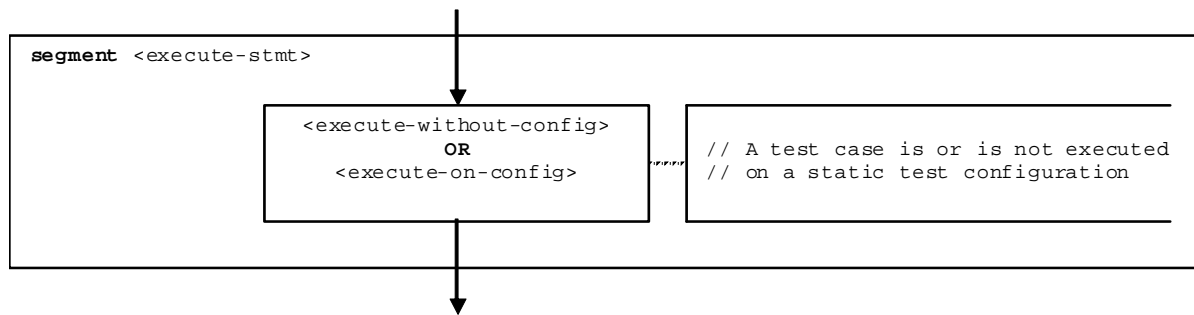 segment <execute-stmt>
<execute-without-config>
OR
<execute-on-config>
// A test case is or is not executed
// on a static test configuration